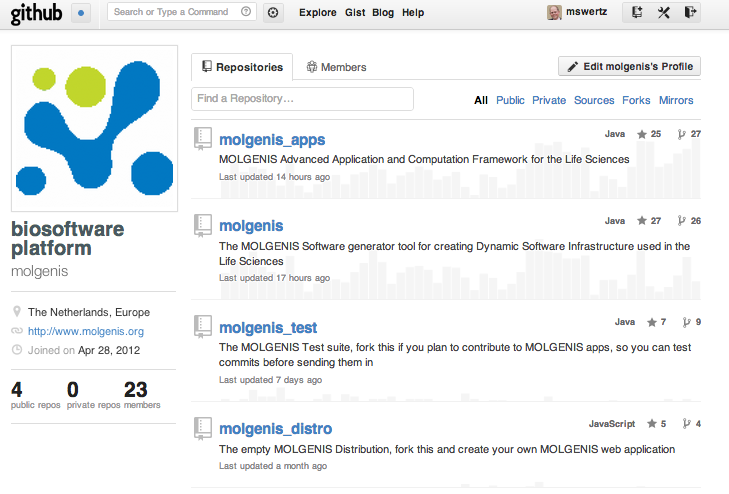 github
Search or Type a Command
Explore Gist Blog Help
mswertz
Repositories
Members
Edit molgenis's Profile
Find a Repository…
All Public Private Sources Forks Mirrors
molgenis_apps
Java 25 27
MOLGENIS Advanced Application and Computation Framework for the Life Sciences
Last updated 14 hours ago
molgenis
Java 27 26
The MOLGENIS Software generator tool for creating Dynamic Software Infrastructure used in the
Life Sciences
Last updated 17 hours ago
molgenis_test
Java 7 9
The MOLGENIS Test suite, fork this if you plan to contribute to MOLGENIS apps, so you can test
commits before sending them in
Last updated 7 days ago
molgenis_distro
JavaScript 5 4
The empty MOLGENIS Distribution, fork this and create your own MOLGENIS web application
Last updated a month ago
biosoftware
platform
molgenis
The Netherlands, Europe
http://www.molgenis.org
Joined on Apr 28, 2012
4 0 23
public repos private repos members